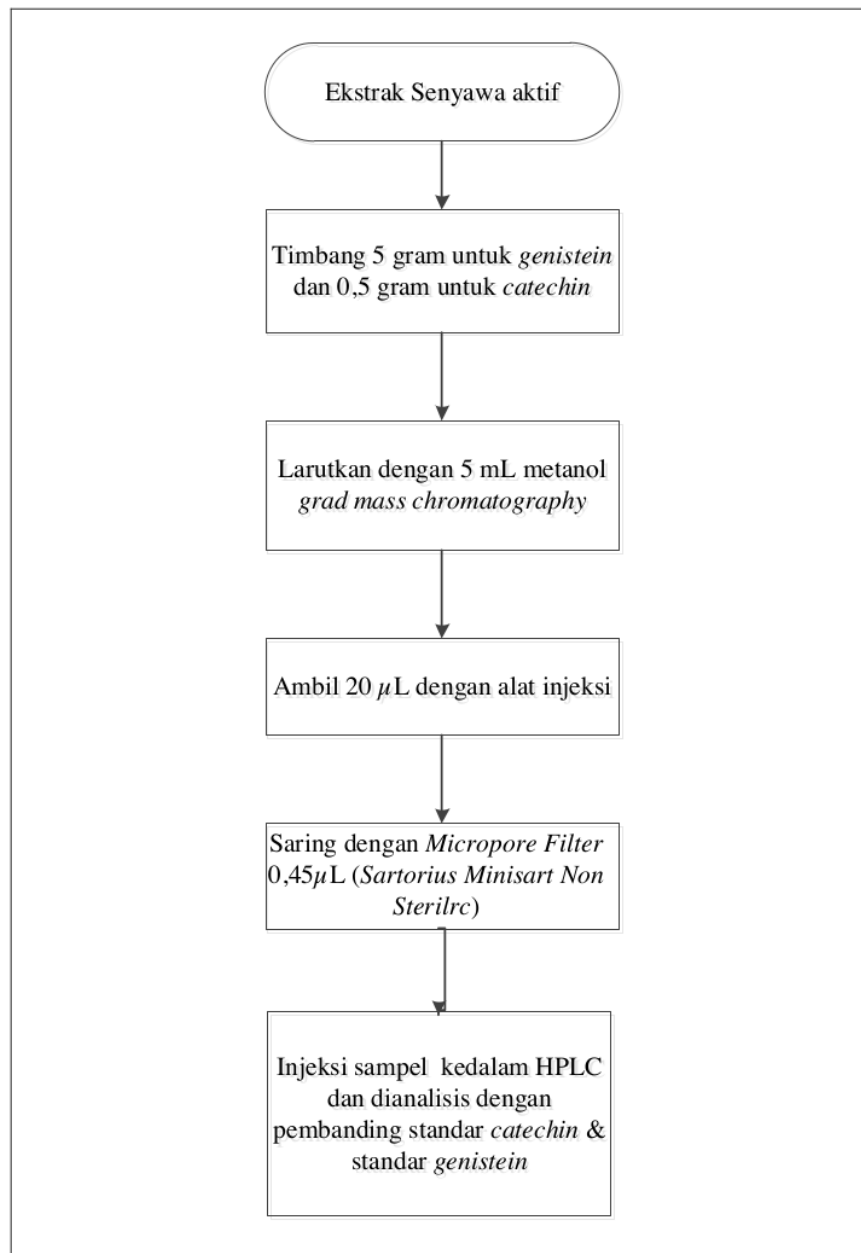 Ekstrak Senyawa aktif
Timbang 5 gram untuk genistein
dan 0,5 gram untuk catechin
Larutkan dengan 5 mL metanol
grad mass chromatography
Ambil 20 µL dengan alat injeksi
Saring dengan Micropore Filter
0,45µL (Sartorius Minisart Non
Sterilrc)
Injeksi sampel kedalam HPLC
dan dianalisis dengan
pembanding standar catechin &
standar genistein